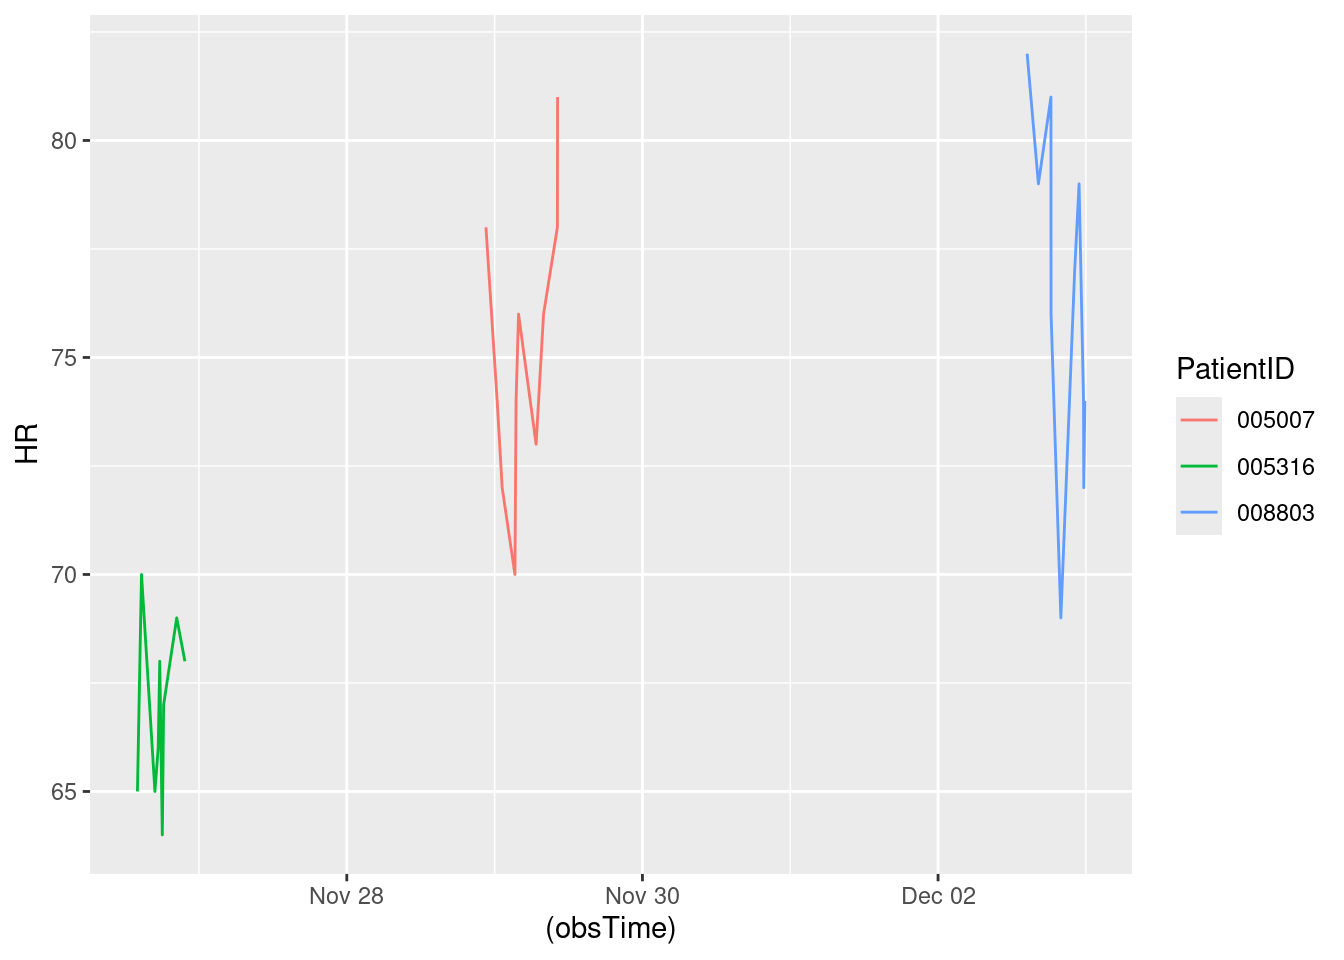 HR
80
75
70
65
Nov 28
Nov 30
Dec 02
(obsTime)
PatientID
005007
005316
008803